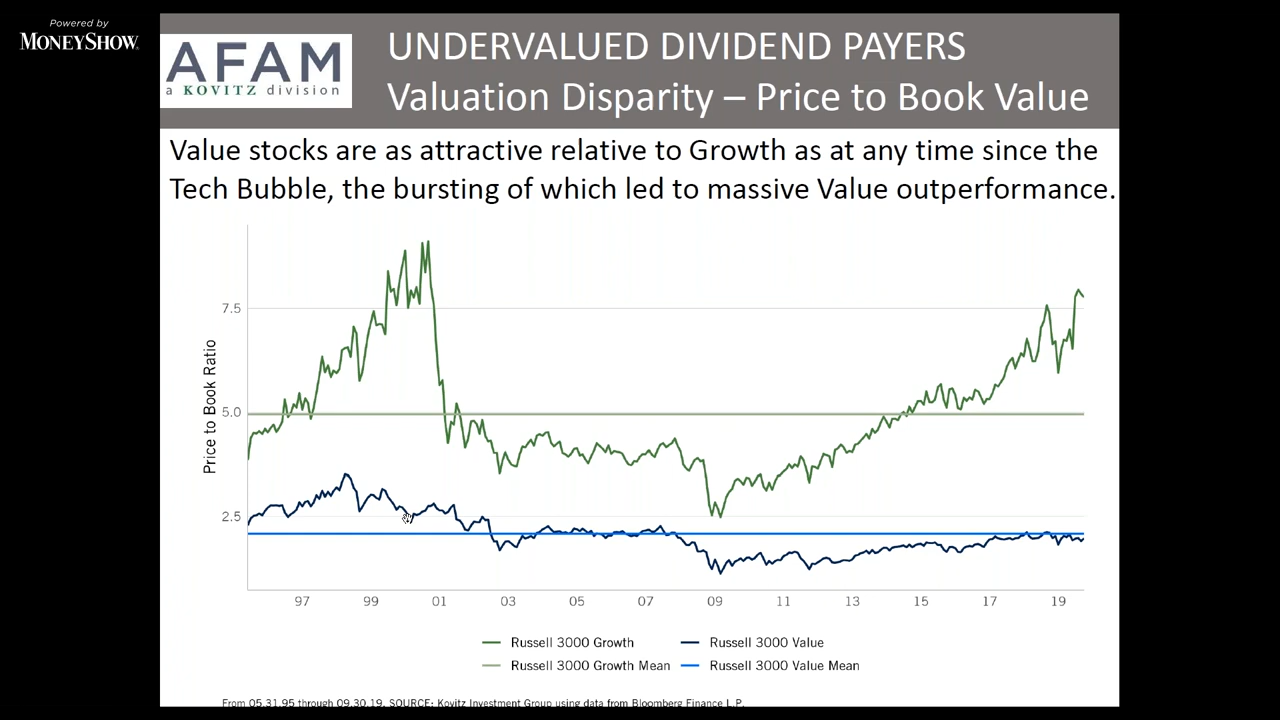 Powered by
MONEYSHOW.
AFAM
a KOVITZ division
UNDERVALUED DIVIDEND PAYERS
Valuation Disparity – Price to Book Value
Value stocks are as attractive relative to Growth as at any time since the
Tech Bubble, the bursting of which led to massive Value outperformance.
Price to Book Ratio
7.5
5.0
2.5
97 99 01 03 05 07 09 11 13 15 17 19
Russell 3000 Growth Russell 3000 Value
Russell 3000 Growth Mean Russell 3000 Value Mean
From 05.31.95 through 09.30.19. SOURCE: Kovitz Investment Group using data from Bloomberg Finance L.P.